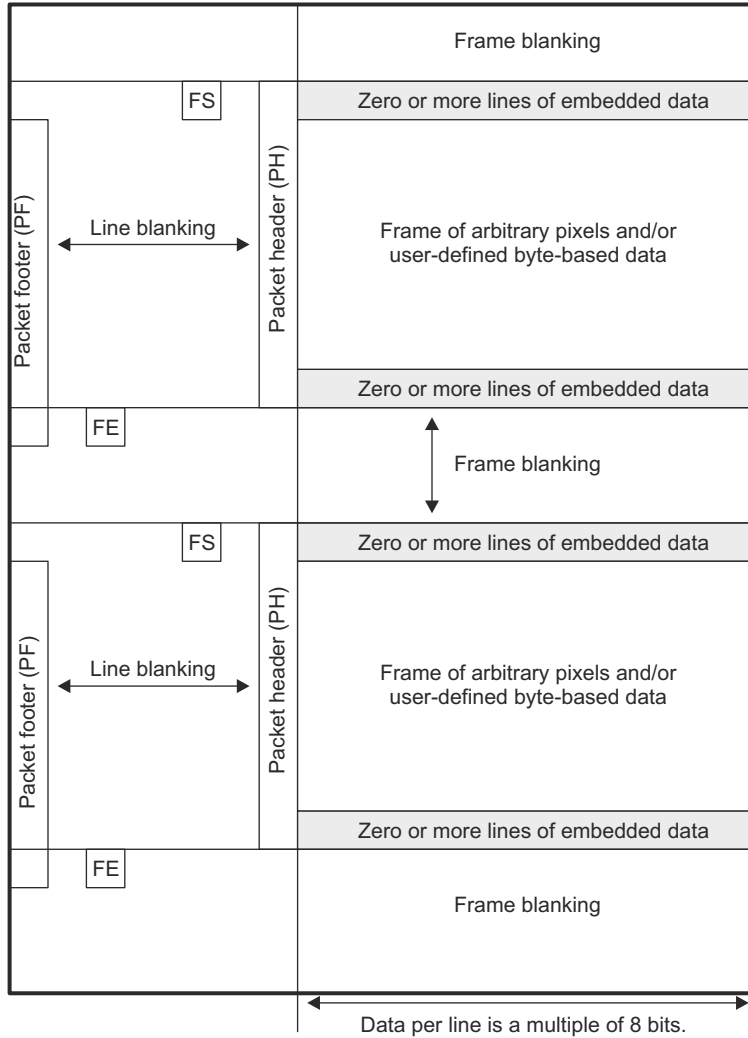 Frame blanking
FS
Zero or more lines of embedded data
Packet footer (PF)
Line blanking
Packet header (PH)
Frame of arbitrary pixels and/or
user-defined byte-based data
Zero or more lines of embedded data
FE
Frame blanking
FS
Zero or more lines of embedded data
Packet footer (PF)
Line blanking
Packet header (PH)
Frame of arbitrary pixels and/or
user-defined byte-based data
Zero or more lines of embedded data
FE
Frame blanking
Data per line is a multiple of 8 bits.